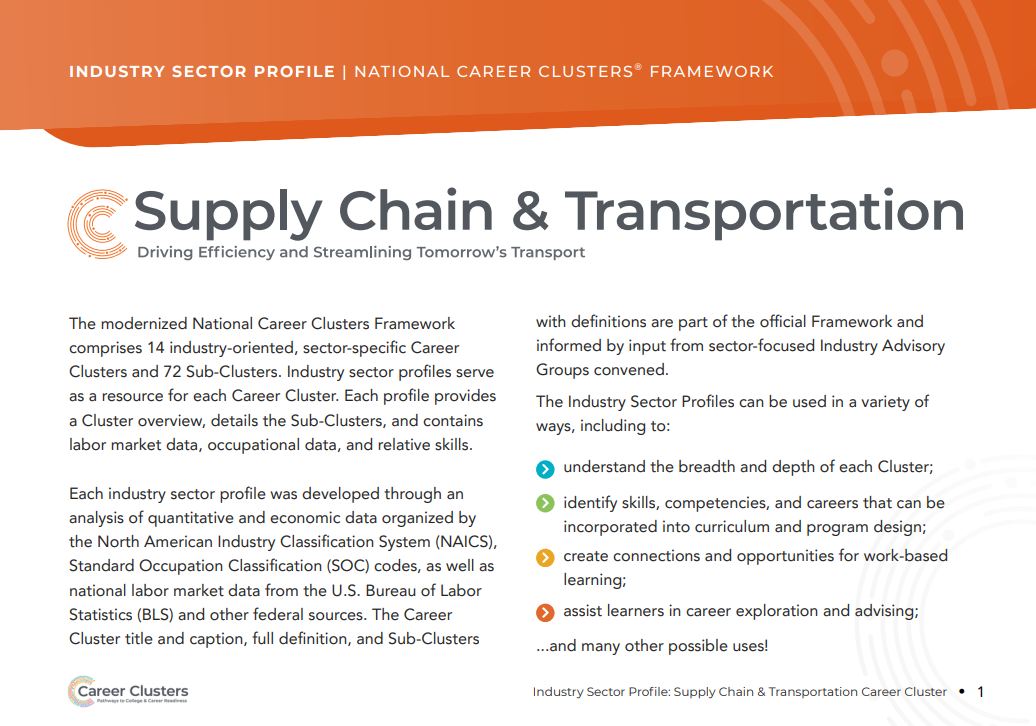 INDUSTRY SECTOR PROFILE | NATIONAL CAREER CLUSTERS® FRAMEWORK
Supply Chain & Transportation
Driving Efficiency and Streamlining Tomorrow's Transport
The modernized National Career Clusters Framework
comprises 14 industry-oriented, sector-specific Career
Clusters and 72 Sub-Clusters. Industry sector profiles serve
as a resource for each Career Cluster. Each profile provides
a Cluster overview, details the Sub-Clusters, and contains
labor market data, occupational data, and relative skills.
Each industry sector profile was developed through an
analysis of quantitative and economic data organized by
the North American Industry Classification System (NAICS),
Standard Occupation Classification (SOC) codes, as well as
national labor market data from the U.S. Bureau of Labor
Statistics (BLS) and other federal sources. The Career
Cluster title and caption, full definition, and Sub-Clusters
with definitions are part of the official Framework and
informed by input from sector-focused Industry Advisory
Groups convened.
The Industry Sector Profiles can be used in a variety of
ways, including to:
understand the breadth and depth of each Cluster;
identify skills, competencies, and careers that can be
incorporated into curriculum and program design;
create connections and opportunities for work-based
learning;
assist learners in career exploration and advising;
...and many other possible uses!
Career Clusters
Pathways to College & Career Readiness
Industry Sector Profile: Supply Chain & Transportation Career Cluster • 1